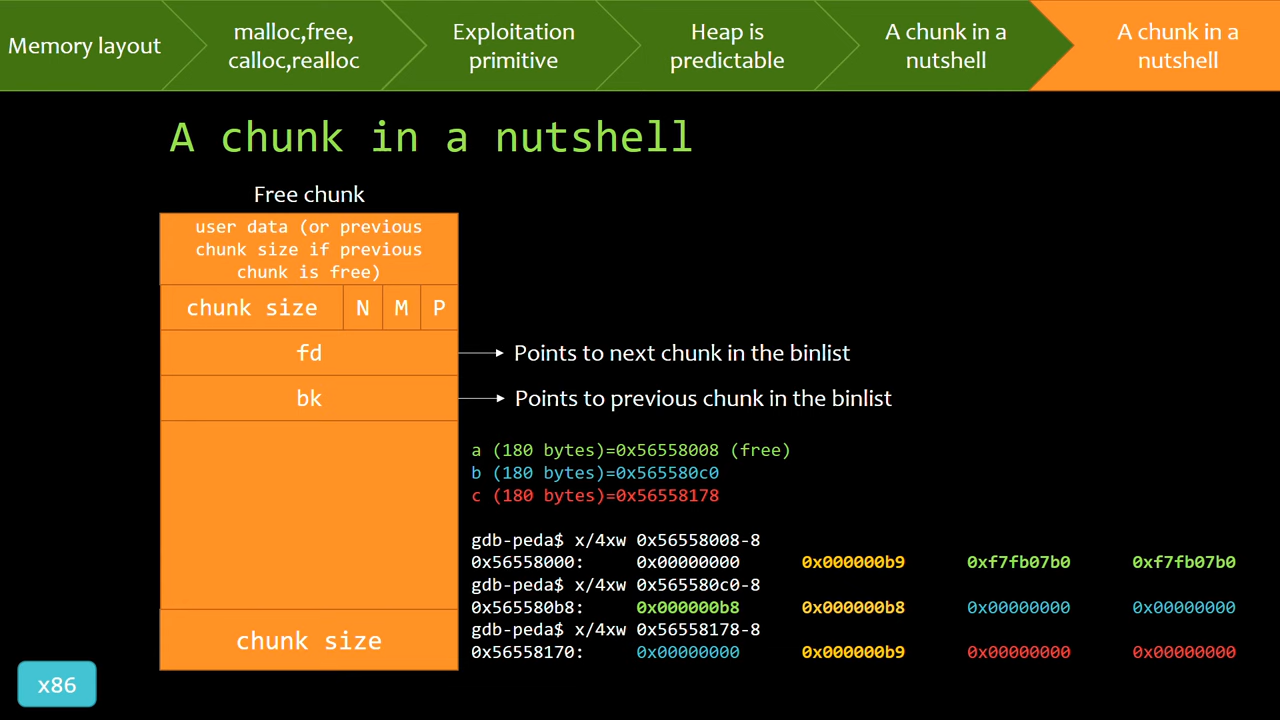 Memory layout
malloc,free,
calloc,realloc
Exploitation
primitive
Heap is
predictable
A chunk in a
nutshell
A chunk in a
nutshell
A chunk in a nutshell
Free chunk
user data (or previous
chunk size if previous
chunk is free)
chunk size N M P
fd
Points to next chunk in the binlist
bk
Points to previous chunk in the binlist
a (180 bytes)=0x56558008 (free)
b (180 bytes)=0x565580c0
c (180 bytes)=0x56558178
gdb-peda$ x/4xw 0x56558008-8
0x56558000: 0x00000000 0x000000b9 0xf7fb07b0 0xf7fb07b0
gdb-peda$ x/4xw 0x565580c0-8
0x565580b8: 0x000000b8 0x000000b8 0x00000000 0x00000000
gdb-peda$ x/4xw 0x56558178-8
0x56558170: 0x00000000 0x000000b9 0x00000000 0x00000000
chunk size
x86